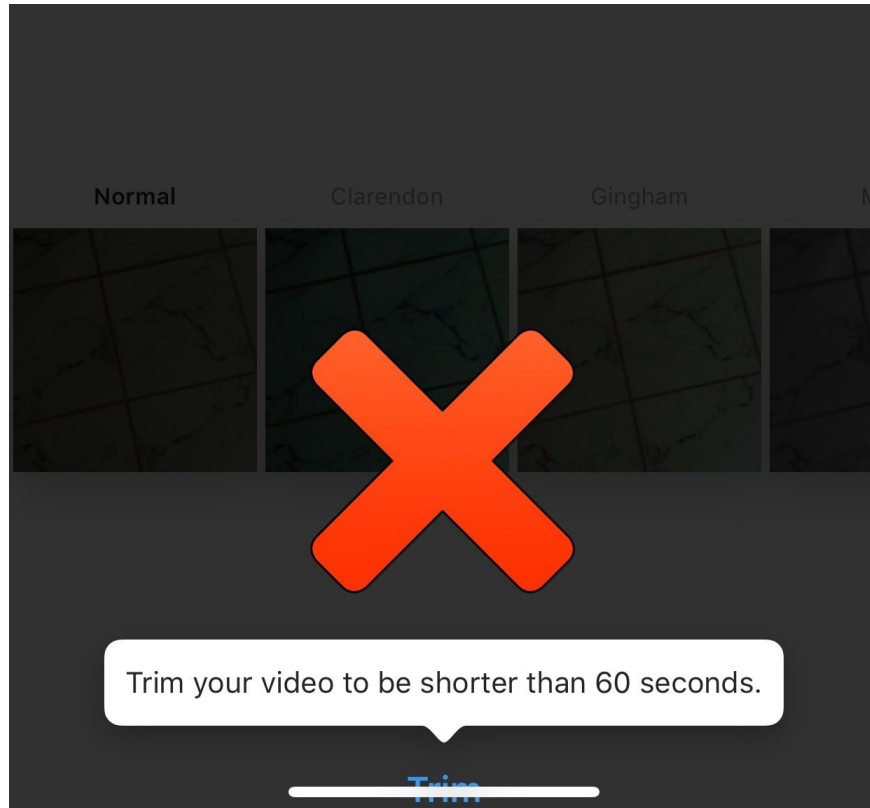 Normal Clarendon Gingham
Trim your video to be shorter than 60 seconds.
Trim